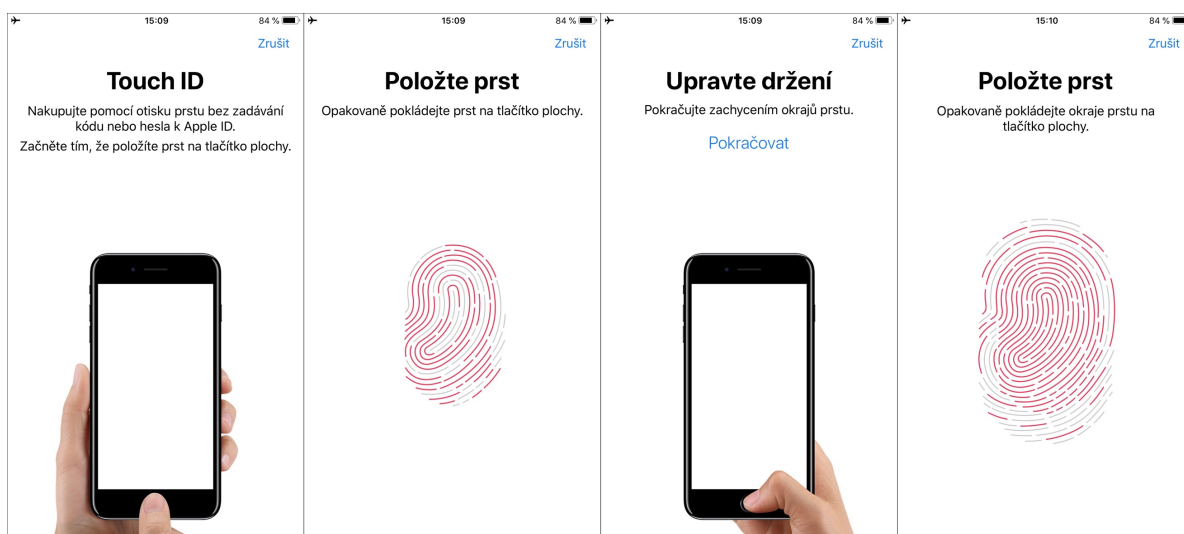 15:09
84 %
Zrušit
Touch ID
Nakupujte pomocí otisku prstu bez zadávání
kódu nebo hesla k Apple ID.
Začněte tím, že položíte prst na tlačítko plochy.
15:09
84 %
Zrušit
Položte prst
Opakovaně pokládejte prst na tlačítko plochy.
15:09
84 %
Zrušit
Upravte držení
Pokračujte zachycením okrajů prstu.
Pokračovat
15:10
84 %
Zrušit
Položte prst
Opakovaně pokládejte okraje prstu na
tlačítko plochy.